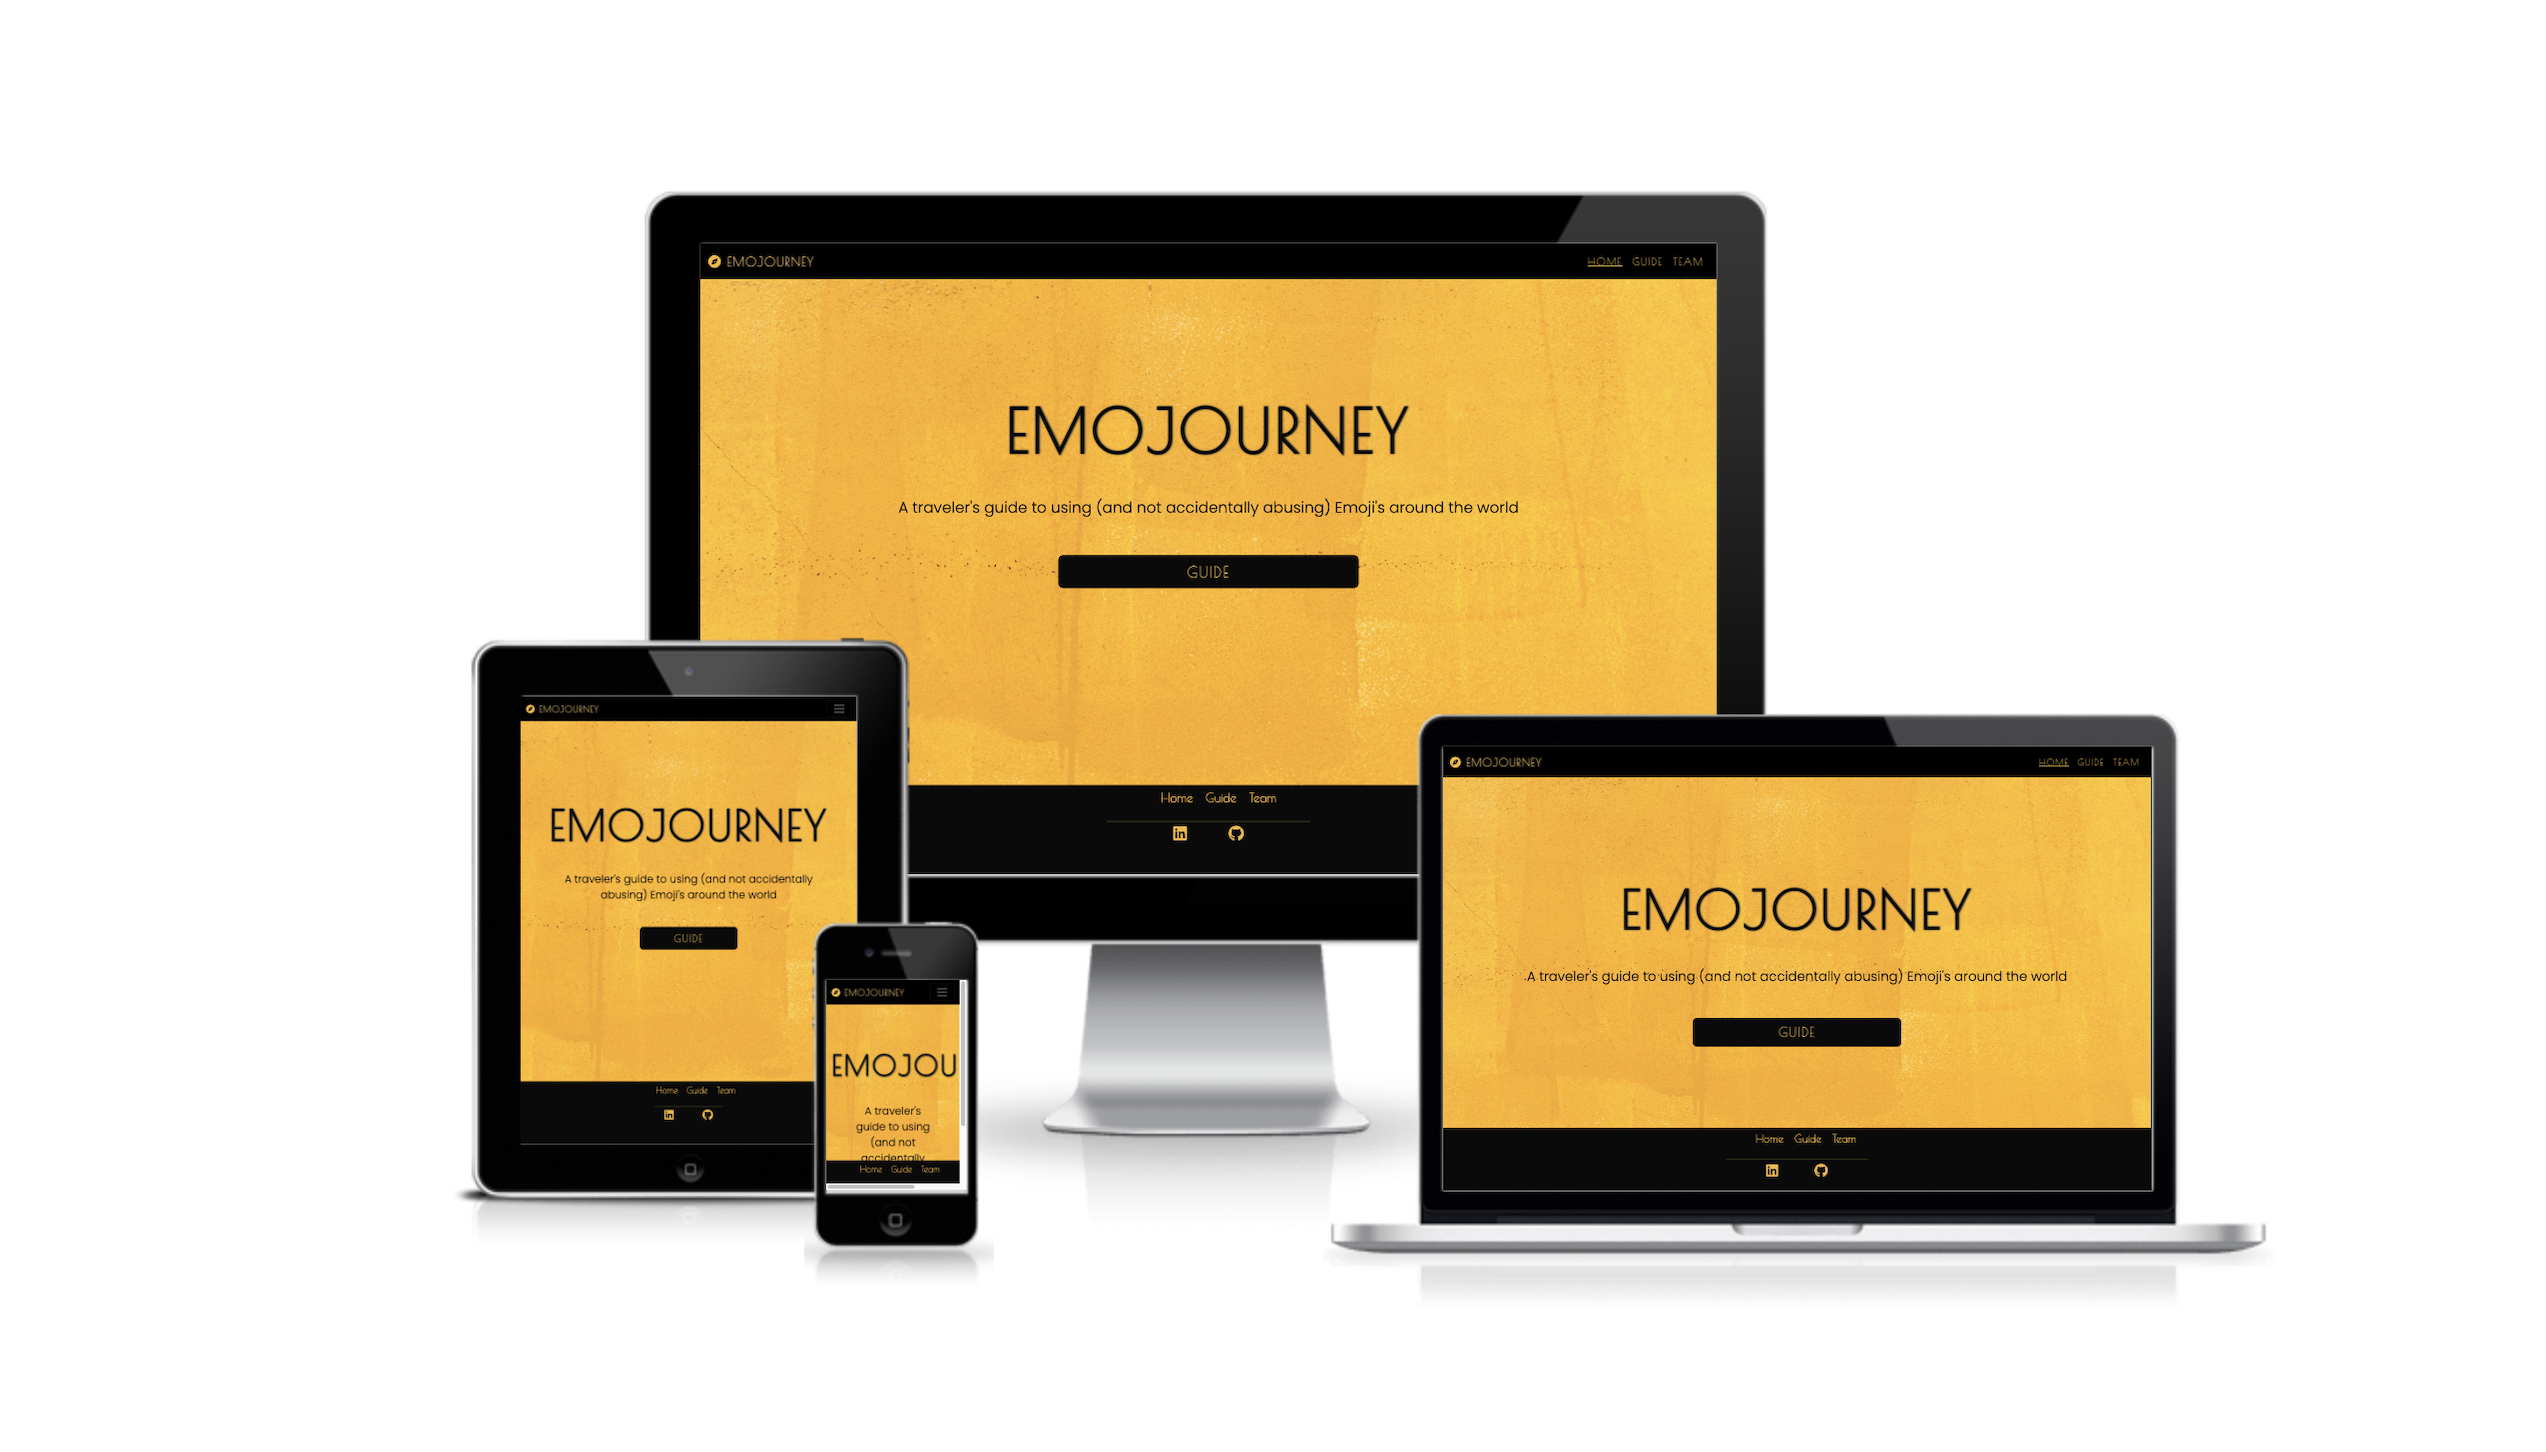 EMOJOURNEY
HOME GUIDE TEAM
EMOJOURNEY
A traveler's guide to using (and not accidentally abusing) Emoji's around the world
GUIDE
Home Guide Team
EMOJOURNEY
EMOJOURNEY
A traveler's guide to using (and not accidentally
abusing) Emoji's around the world
GUIDE
Home Guide Team
EMOJOURNEY
EMOJOU
A traveler's
guide to using
(and not
accidentally
Home Guide Team
EMOJOURNEY
HOME GUIDE TEAM
EMOJOURNEY
A traveler's guide to using (and not accidentally abusing) Emoji's around the world
GUIDE
Home Guide Team